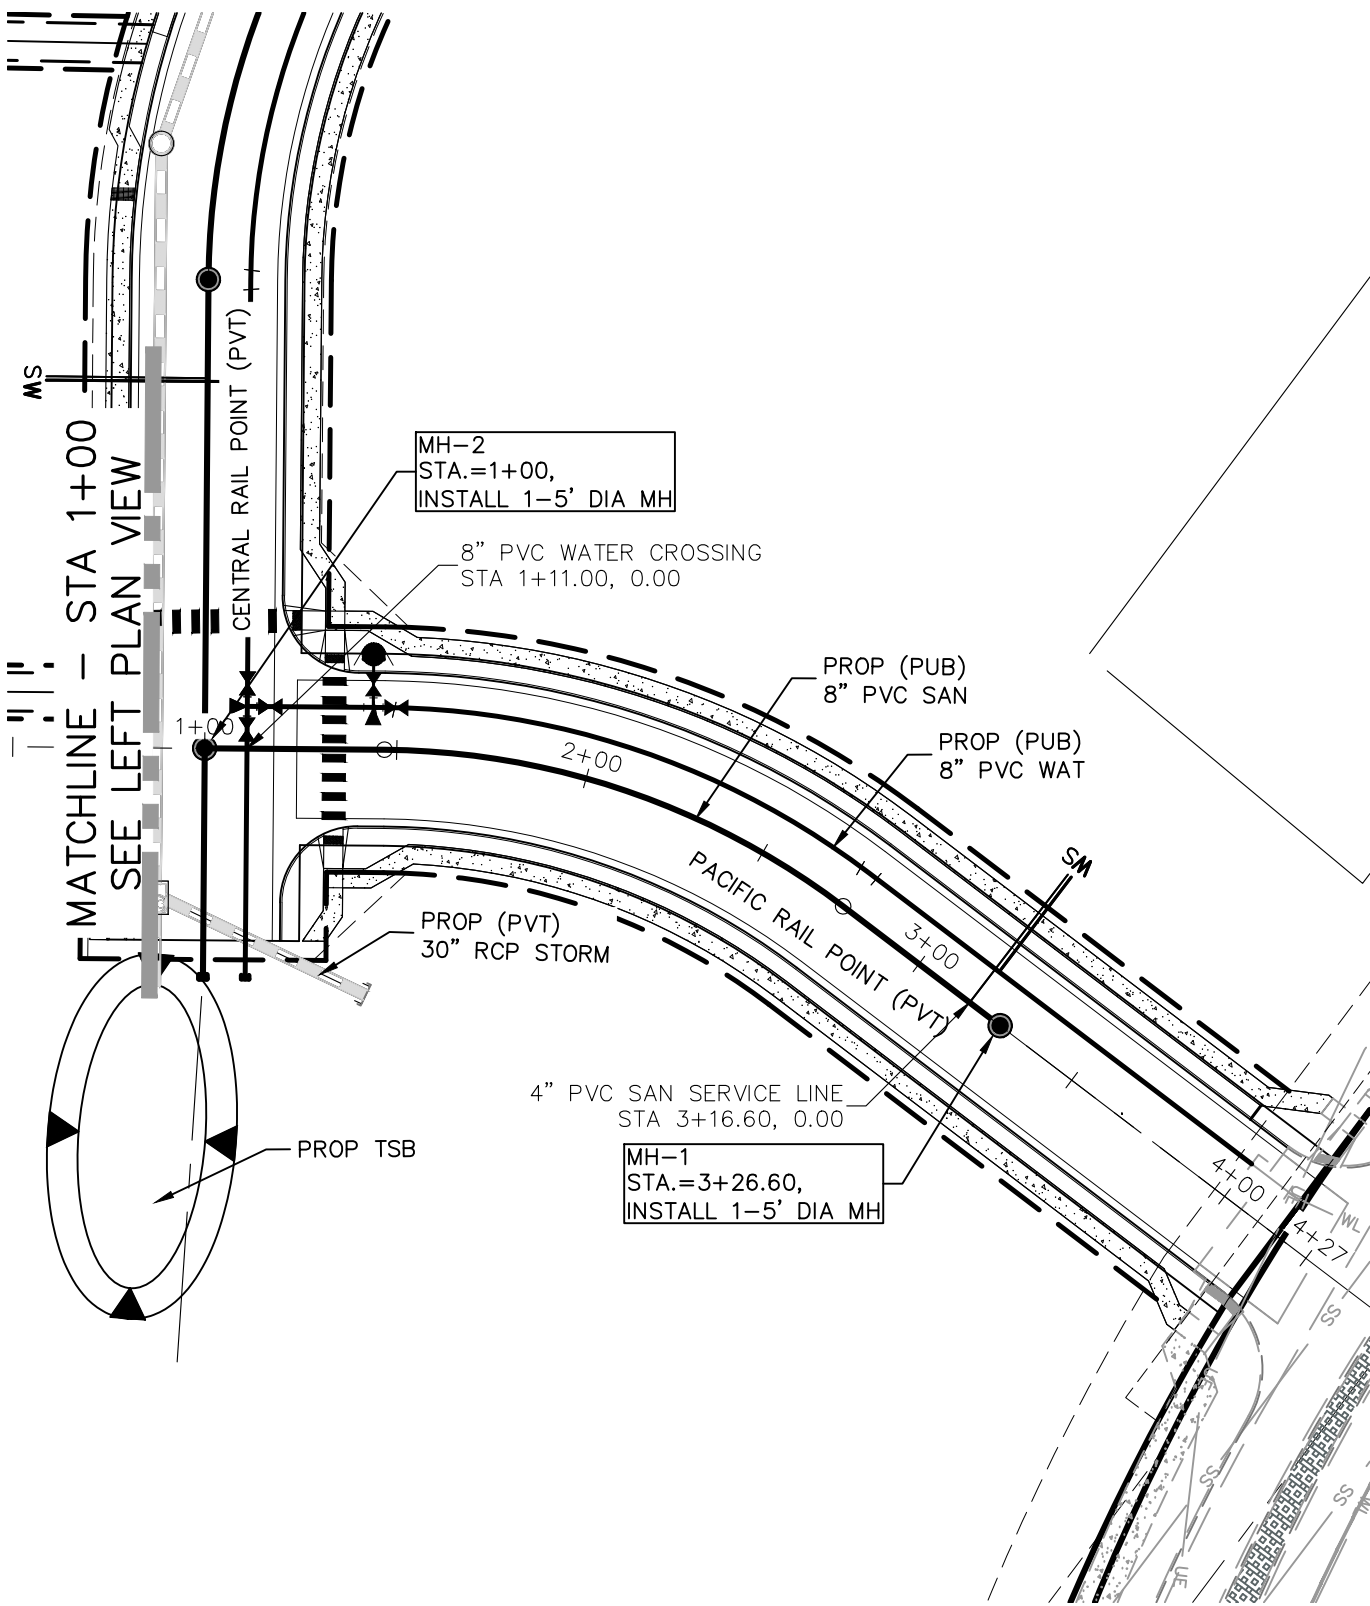 SW
CENTRAL RAIL POINT (PVT)
MATCHLINE – STA 1+00
SEE LEFT PLAN VIEW
MH–2
STA.=1+00,
INSTALL 1–5' DIA MH
8" PVC WATER CROSSING
STA 1+11.00, 0.00
1+00
2+00
PROP (PUB)
8" PVC SAN
PROP (PUB)
8" PVC WAT
SW
PACIFIC RAIL POINT (PVT)
3+00
PROP (PVT)
30" RCP STORM
4" PVC SAN SERVICE LINE
STA 3+16.60, 0.00
PROP TSB
MH–1
STA.=3+26.60,
INSTALL 1–5' DIA MH
4+00
4+27
WL
SS
UE
SS
SS
WL
UE